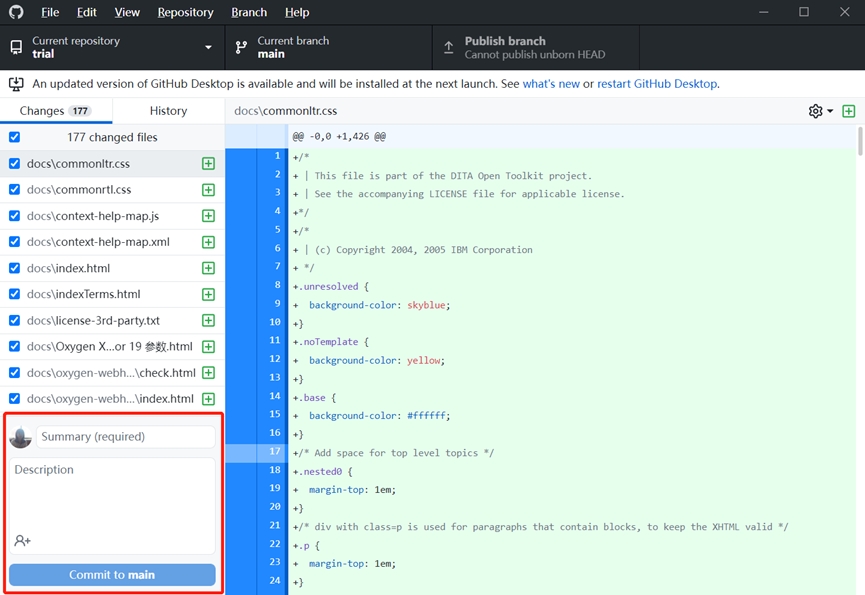 File Edit View Repository Branch Help
Current repository
trial
Current branch
main
Publish branch
Cannot publish unborn HEAD
An updated version of GitHub Desktop is available and will be installed at the next launch. See what's new or restart GitHub Desktop.
Changes 177
History
docs\commonltr.css
177 changed files
docs\commonltr.css
docs\commonrtl.css
docs\context-help-map.js
docs\context-help-map.xml
docs\index.html
docs\indexTerms.html
docs\license-3rd-party.txt
docs\Oxygen X...or 19 参数.html
docs\oxygen-webh...\check.html
docs\oxygen-webh...\index.html
Summary (required)
Description
Commit to main
@@ -0,0 +1,426 @@
1 +/*
2 + | This file is part of the DITA Open Toolkit project.
3 + | See the accompanying LICENSE file for applicable license.
4 +*/
5 +/*
6 + | (c) Copyright 2004, 2005 IBM Corporation
7 + */
8 +.unresolved {
9 + background-color: skyblue;
10 +}
11 +.noTemplate {
12 + background-color: yellow;
13 +}
14 +.base {
15 + background-color: #ffffff;
16 +}
17 +/* Add space for top level topics */
18 +.nested0 {
19 + margin-top: 1em;
20 +}
21 +/* div with class=p is used for paragraphs that contain blocks, to keep the XHTML valid */
22 +.p {
23 + margin-top: 1em;
24 +}